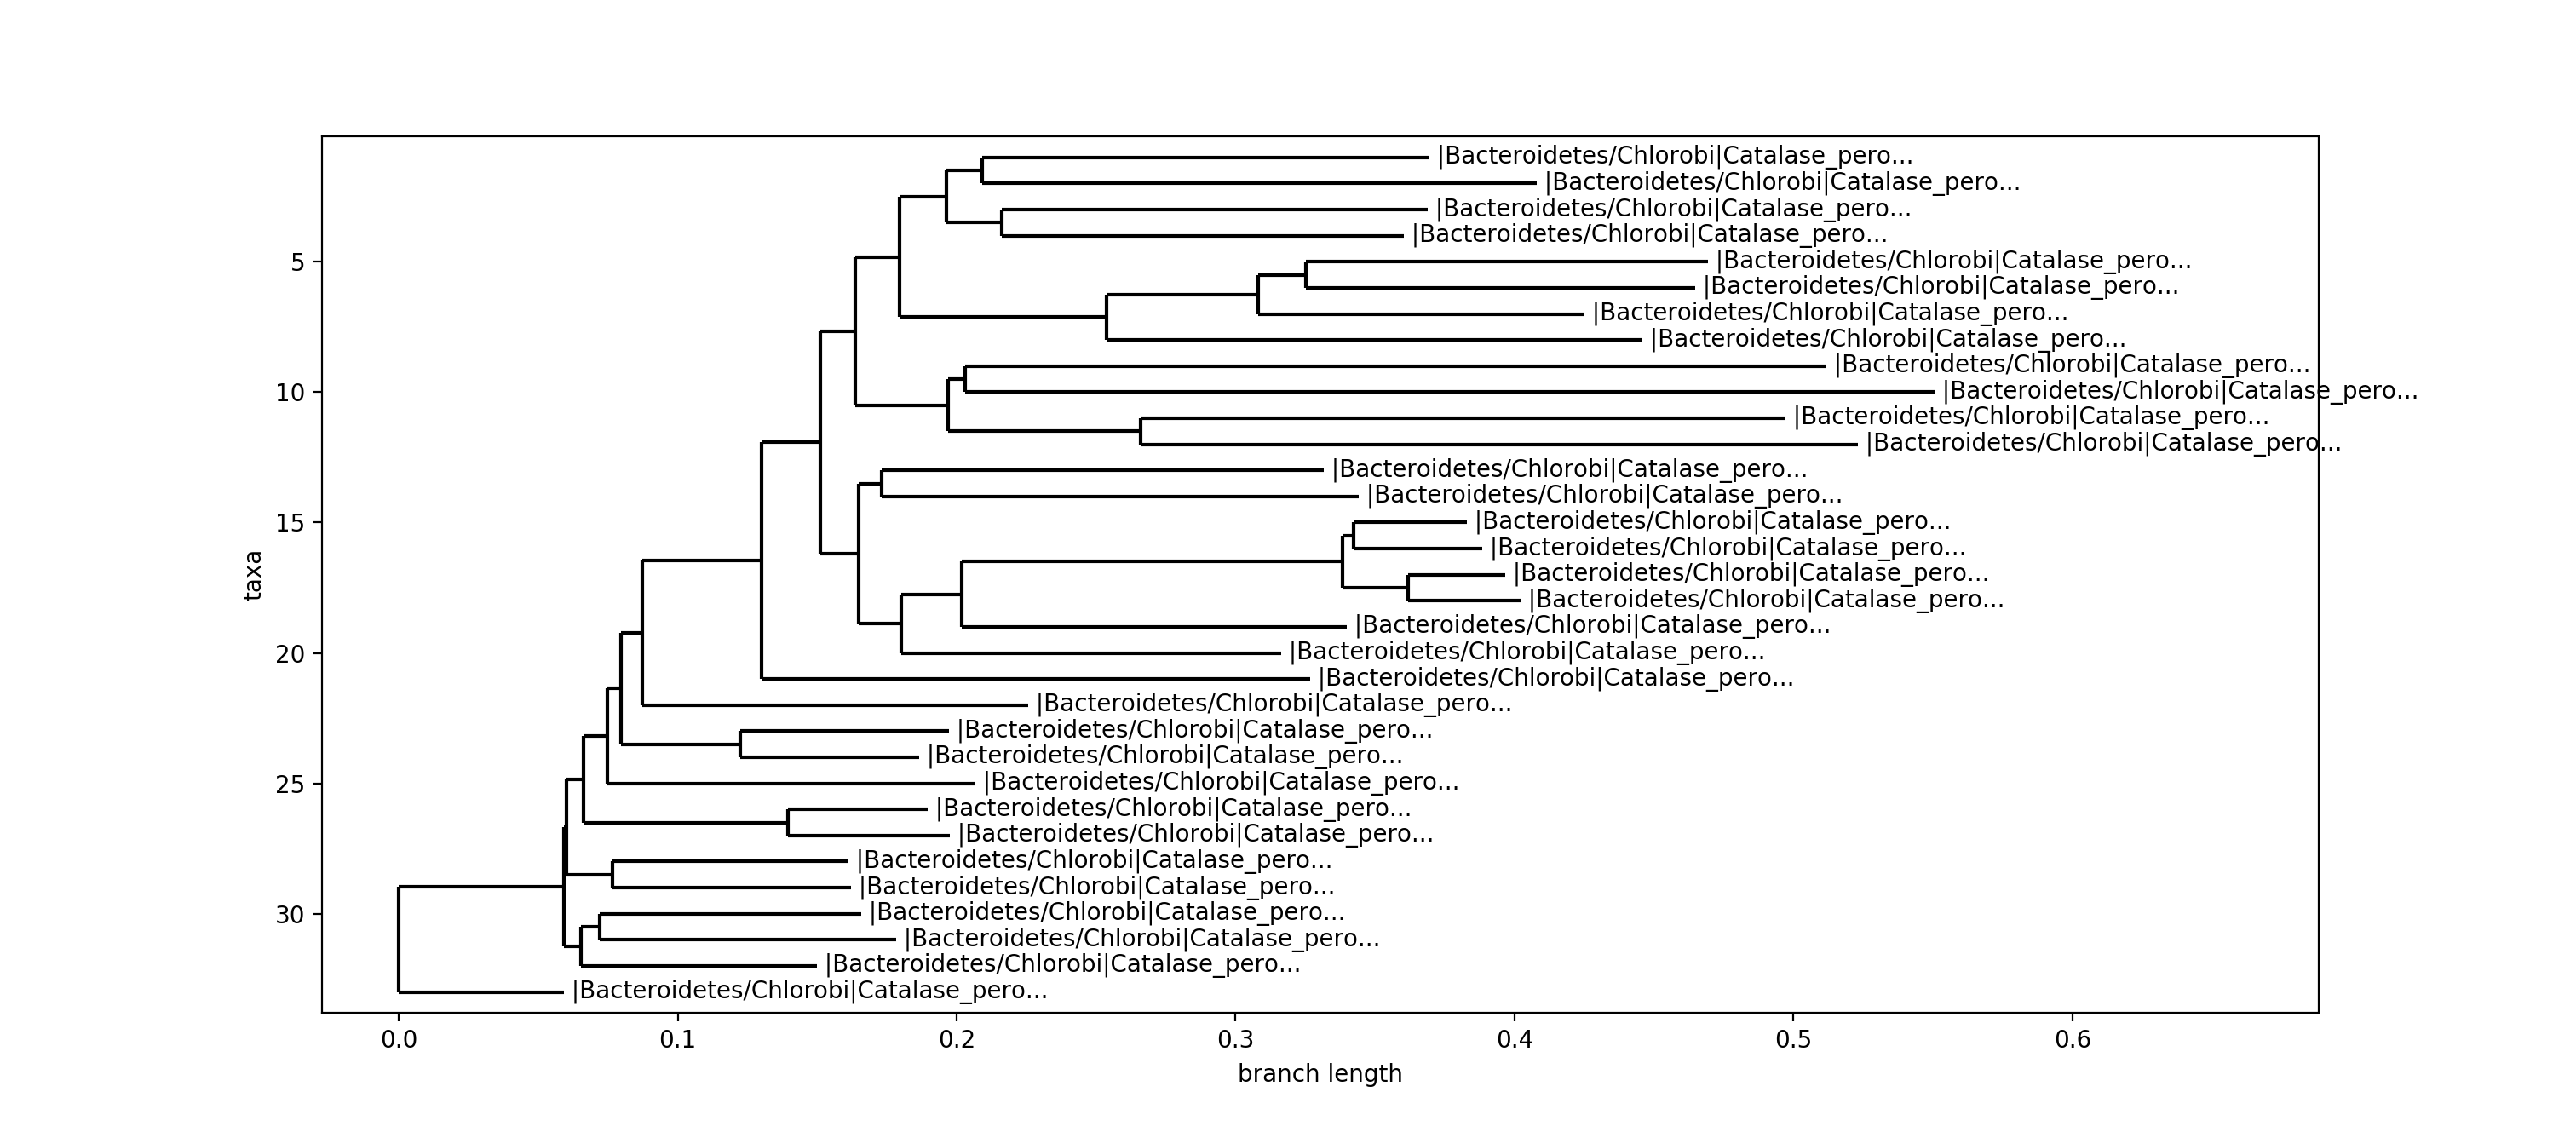 |Bacteroidetes/Chlorobi|Catalase_pero...
|Bacteroidetes/Chlorobi|Catalase_pero...
|Bacteroidetes/Chlorobi|Catalase_pero...
|Bacteroidetes/Chlorobi|Catalase_pero...
5 |Bacteroidetes/Chlorobi|Catalase_pero...
|Bacteroidetes/Chlorobi|Catalase_pero...
|Bacteroidetes/Chlorobi|Catalase_pero...
|Bacteroidetes/Chlorobi|Catalase_pero...
|Bacteroidetes/Chlorobi|Catalase_pero...
10 |Bacteroidetes/Chlorobi|Catalase_pero...
|Bacteroidetes/Chlorobi|Catalase_pero...
|Bacteroidetes/Chlorobi|Catalase_pero...
|Bacteroidetes/Chlorobi|Catalase_pero...
|Bacteroidetes/Chlorobi|Catalase_pero...
15 |Bacteroidetes/Chlorobi|Catalase_pero...
|Bacteroidetes/Chlorobi|Catalase_pero...
|Bacteroidetes/Chlorobi|Catalase_pero...
taxa
|Bacteroidetes/Chlorobi|Catalase_pero...
|Bacteroidetes/Chlorobi|Catalase_pero...
20 |Bacteroidetes/Chlorobi|Catalase_pero...
|Bacteroidetes/Chlorobi|Catalase_pero...
|Bacteroidetes/Chlorobi|Catalase_pero...
|Bacteroidetes/Chlorobi|Catalase_pero...
|Bacteroidetes/Chlorobi|Catalase_pero...
25 |Bacteroidetes/Chlorobi|Catalase_pero...
|Bacteroidetes/Chlorobi|Catalase_pero...
|Bacteroidetes/Chlorobi|Catalase_pero...
|Bacteroidetes/Chlorobi|Catalase_pero...
|Bacteroidetes/Chlorobi|Catalase_pero...
30 |Bacteroidetes/Chlorobi|Catalase_pero...
|Bacteroidetes/Chlorobi|Catalase_pero...
|Bacteroidetes/Chlorobi|Catalase_pero...
|Bacteroidetes/Chlorobi|Catalase_pero...
0.0 0.1 0.2 0.3 0.4 0.5 0.6
branch length